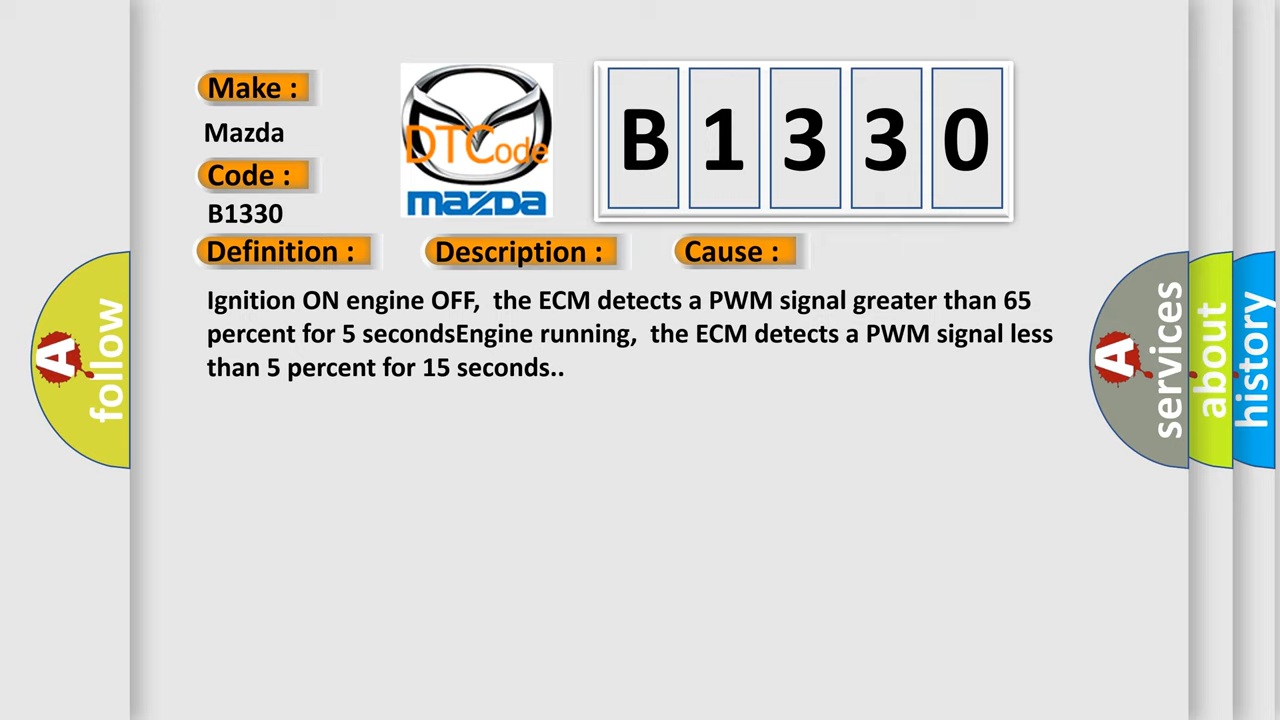 Make :
Mazda
Code :
B1330
DTCode
mazda
B 1 3 3 0
Definition :
Description :
Cause :
Ignition ON engine OFF,  the ECM detects a PWM signal greater than 65
percent for 5 secondsEngine running,  the ECM detects a PWM signal less
than 5 percent for 15 seconds..
A
follow
A
services
about
history